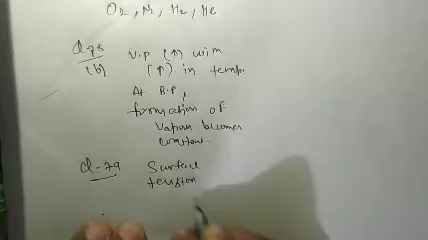 O2, N2, H2, He
Q-78 V.P (↑) with
(b) (↑) in temp.
At B.P,
formation of
Vapour becomes
constant.
Q-79 Surface
tension